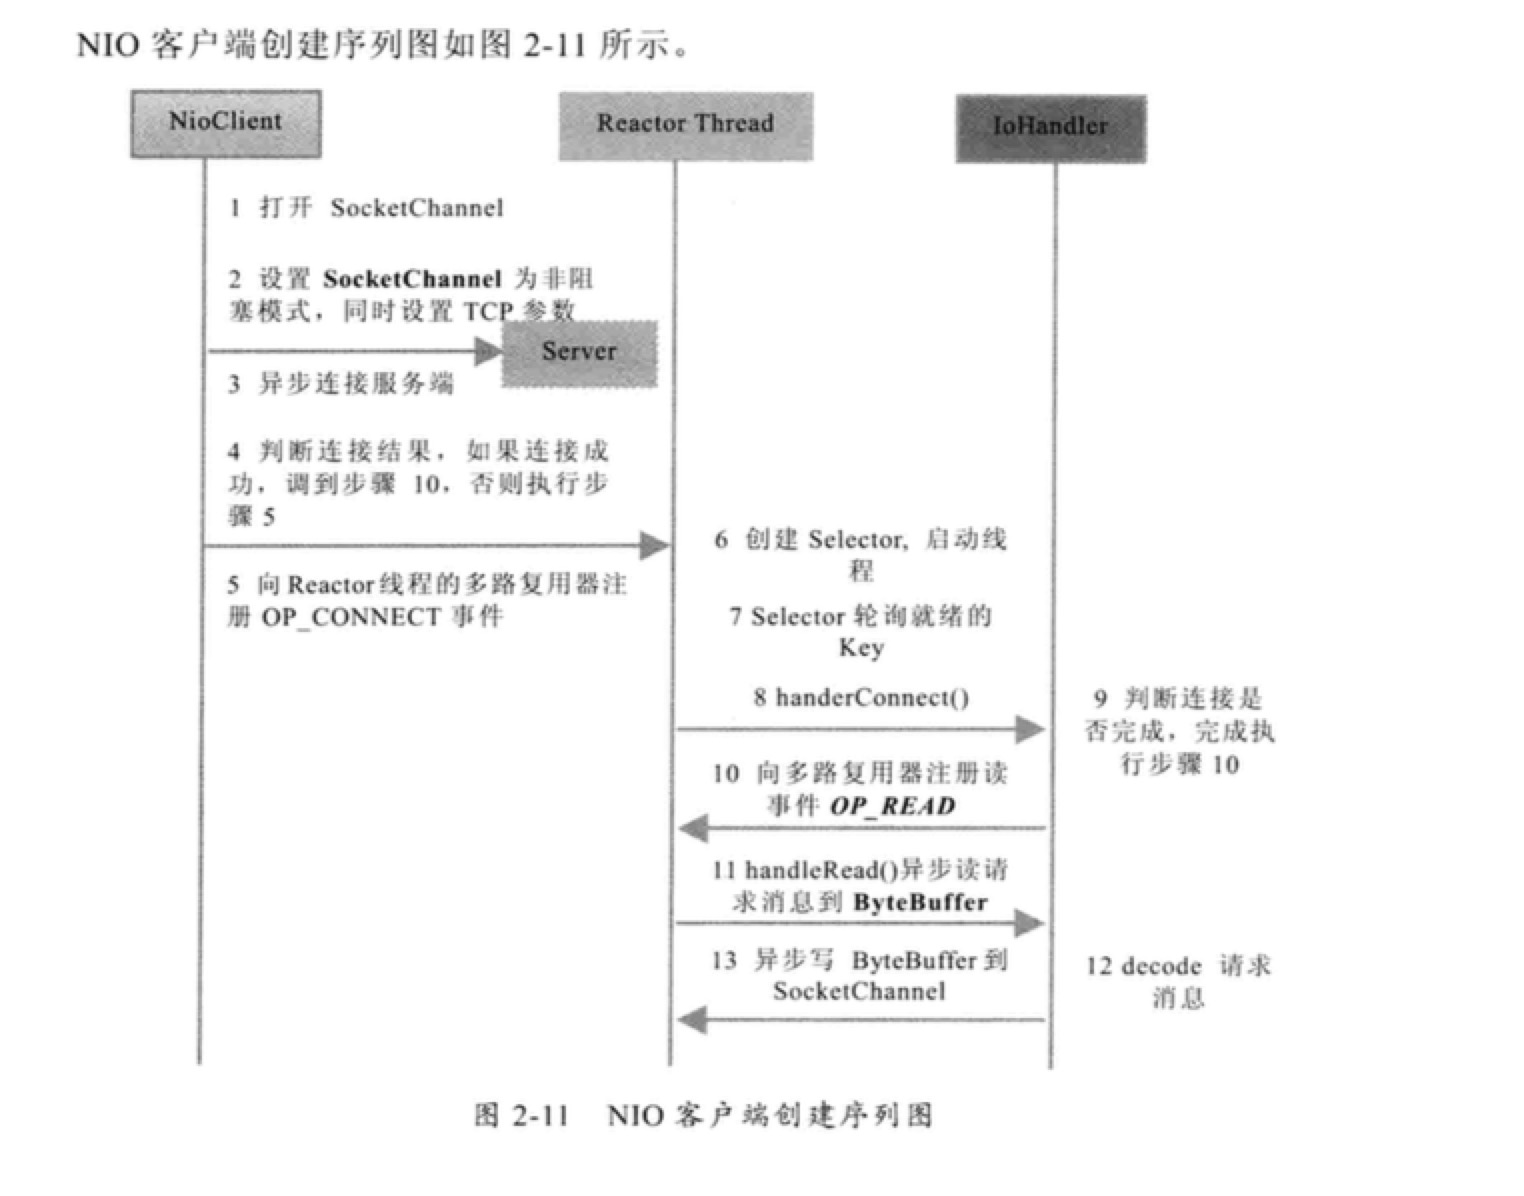 NIO 客户端创建序列图如图 2-11 所示。
NioClient
Reactor Thread
IoHandler
1 打开 SocketChannel
2 设置 SocketChannel 为非阻
塞模式，同时设置 TCP 参数
Server
3 异步连接服务端
4 判断连接结果，如果连接成
功，调到步骤 10，否则执行步
骤 5
5 向 Reactor线程的多路复用器注
册 OP_CONNECT 事件
6 创建 Selector, 启动线
程
7 Selector 轮询就绪的
Key
8 handerConnect()
9 判断连接是
否完成，完成执
行步骤 10
10 向多路复用器注册读
事件 OP_READ
11 handleRead()异步读请
求消息到 ByteBuffer
12 decode 请求
消息
13 异步写 ByteBuffer 到
SocketChannel
图 2-11 NIO 客户端创建序列图